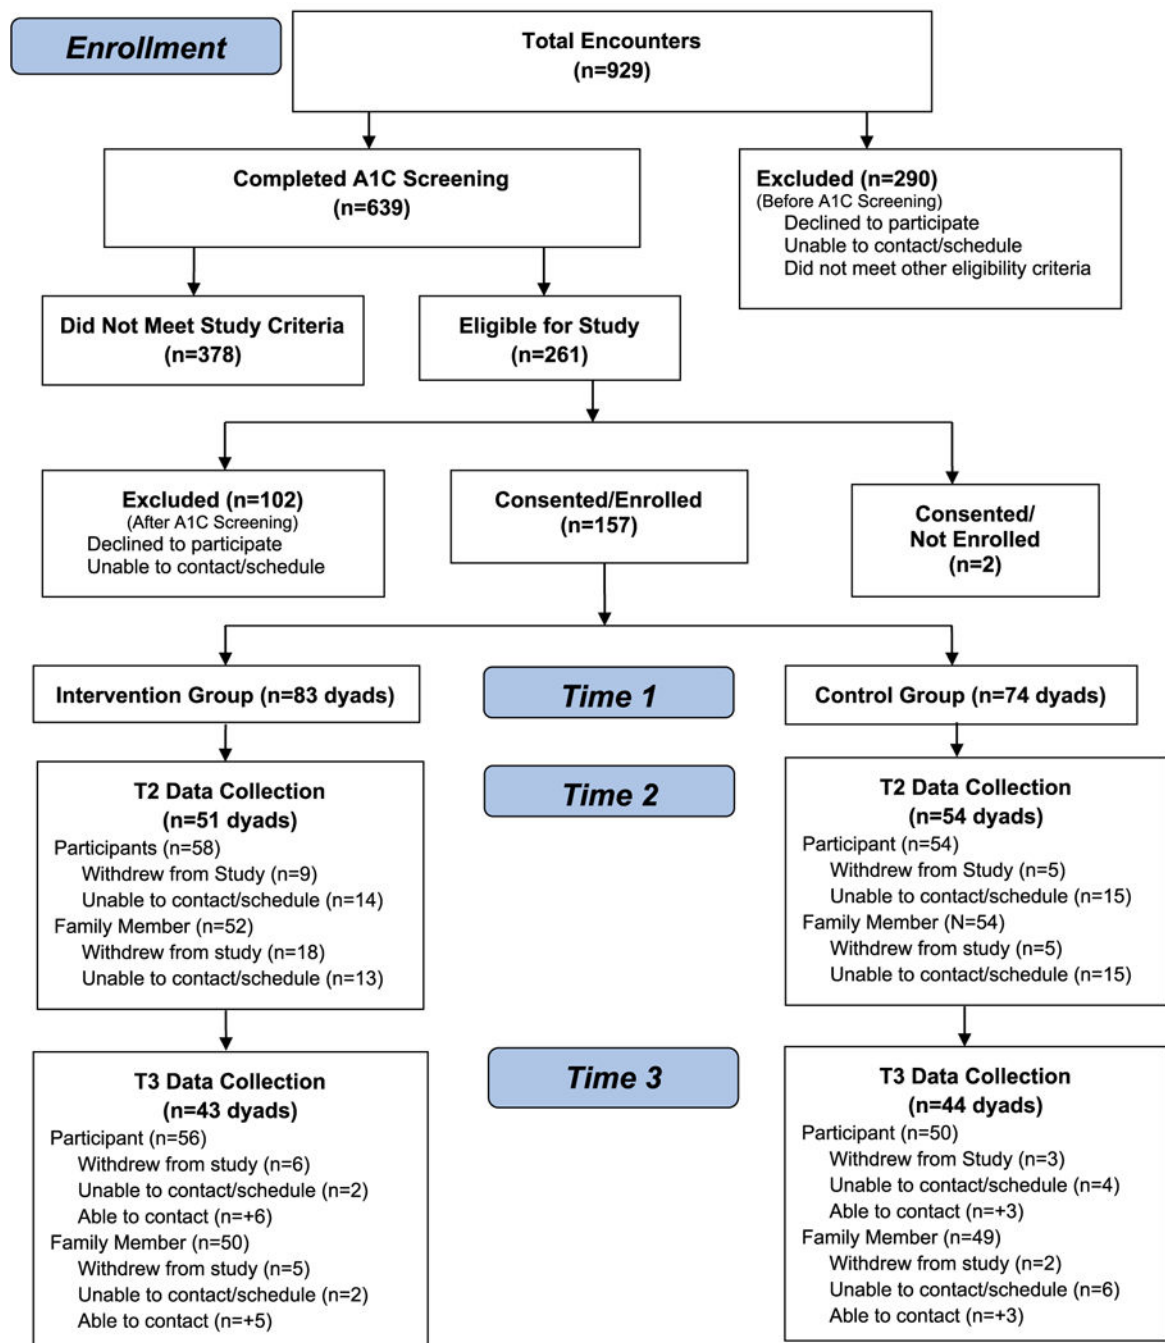 Enrollment
Total Encounters
(n=929)
Completed A1C Screening
(n=639)
Excluded (n=290)
(Before A1C Screening)
Declined to participate
Unable to contact/schedule
Did not meet other eligibility criteria
Did Not Meet Study Criteria
(n=378)
Eligible for Study
(n=261)
Excluded (n=102)
(After A1C Screening)
Declined to participate
Unable to contact/schedule
Consented/Enrolled
(n=157)
Consented/
Not Enrolled
(n=2)
Intervention Group (n=83 dyads)
Time 1
Control Group (n=74 dyads)
T2 Data Collection
(n=51 dyads)
Participants (n=58)
Withdrew from Study (n=9)
Unable to contact/schedule (n=14)
Family Member (n=52)
Withdrew from study (n=18)
Unable to contact/schedule (n=13)
Time 2
T2 Data Collection
(n=54 dyads)
Participant (n=54)
Withdrew from Study (n=5)
Unable to contact/schedule (n=15)
Family Member (N=54)
Withdrew from study (n=5)
Unable to contact/schedule (n=15)
T3 Data Collection
(n=43 dyads)
Participant (n=56)
Withdrew from study (n=6)
Unable to contact/schedule (n=2)
Able to contact (n=+6)
Family Member (n=50)
Withdrew from study (n=5)
Unable to contact/schedule (n=2)
Able to contact (n=+5)
Time 3
T3 Data Collection
(n=44 dyads)
Participant (n=50)
Withdrew from Study (n=3)
Unable to contact/schedule (n=4)
Able to contact (n=+3)
Family Member (n=49)
Withdrew from study (n=2)
Unable to contact/schedule (n=6)
Able to contact (n=+3)